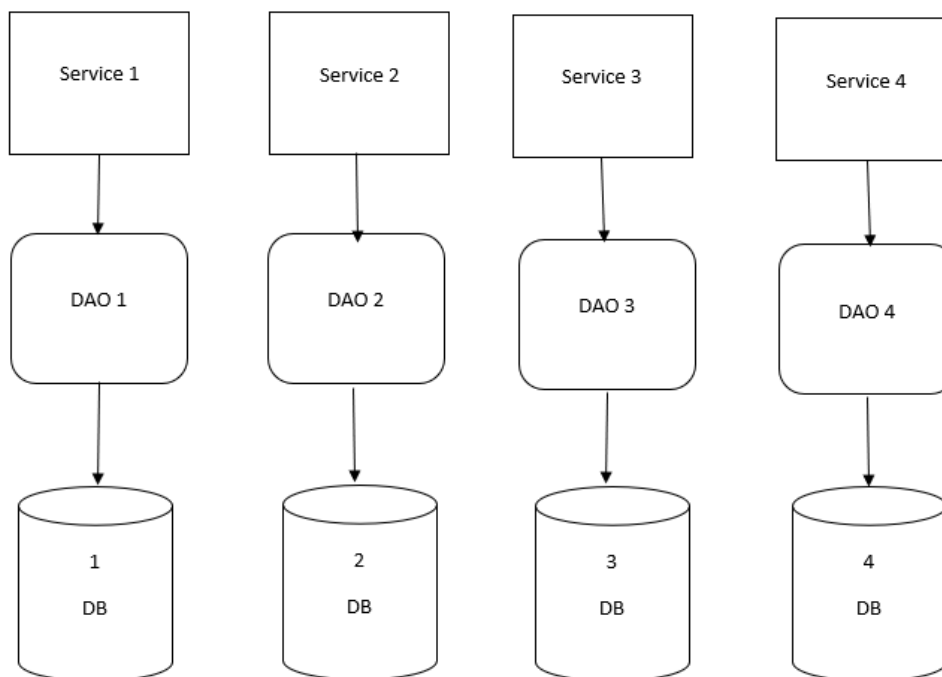 Service 1
Service 2
Service 3
Service 4
DAO 1
DAO 2
DAO 3
DAO 4
1
DB
2
DB
3
DB
4
DB